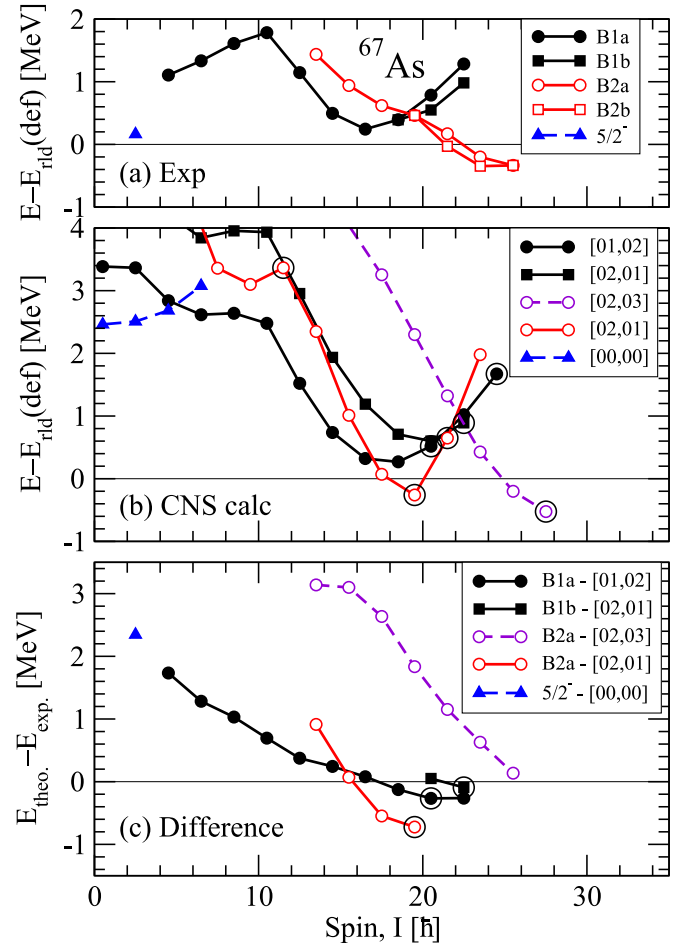 2
1
0
-1
E−E_rld(def) [MeV]
⁶⁷As
B1a
B1b
B2a
B2b
5/2⁻
(a) Exp
4
3
2
1
0
-1
E−E_rld(def) [MeV]
[01,02]
[02,01]
[02,03]
[02,01]
[00,00]
(b) CNS calc
3
2
1
0
-1
E_theo.−E_exp. [MeV]
B1a - [01,02]
B1b - [02,01]
B2a - [02,03]
B2a - [02,01]
5/2⁻ - [00,00]
(c) Difference
0 10 20 30
Spin, I [ħ]